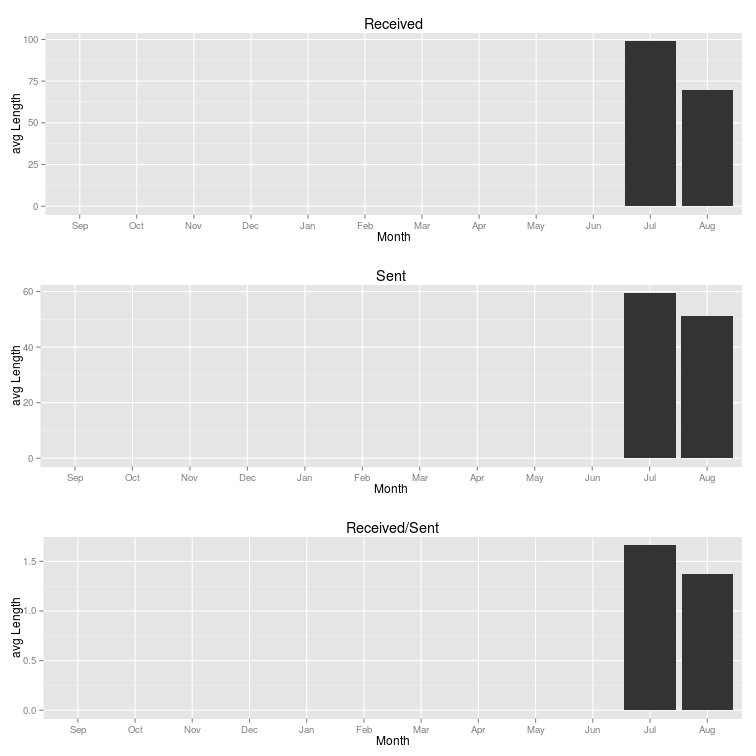 Received
avg Length
100
75
50
25
0
Sep Oct Nov Dec Jan Feb Mar Apr May Jun Jul Aug
Month
Sent
avg Length
60
40
20
0
Sep Oct Nov Dec Jan Feb Mar Apr May Jun Jul Aug
Month
Received/Sent
avg Length
1.5
1.0
0.5
0.0
Sep Oct Nov Dec Jan Feb Mar Apr May Jun Jul Aug
Month